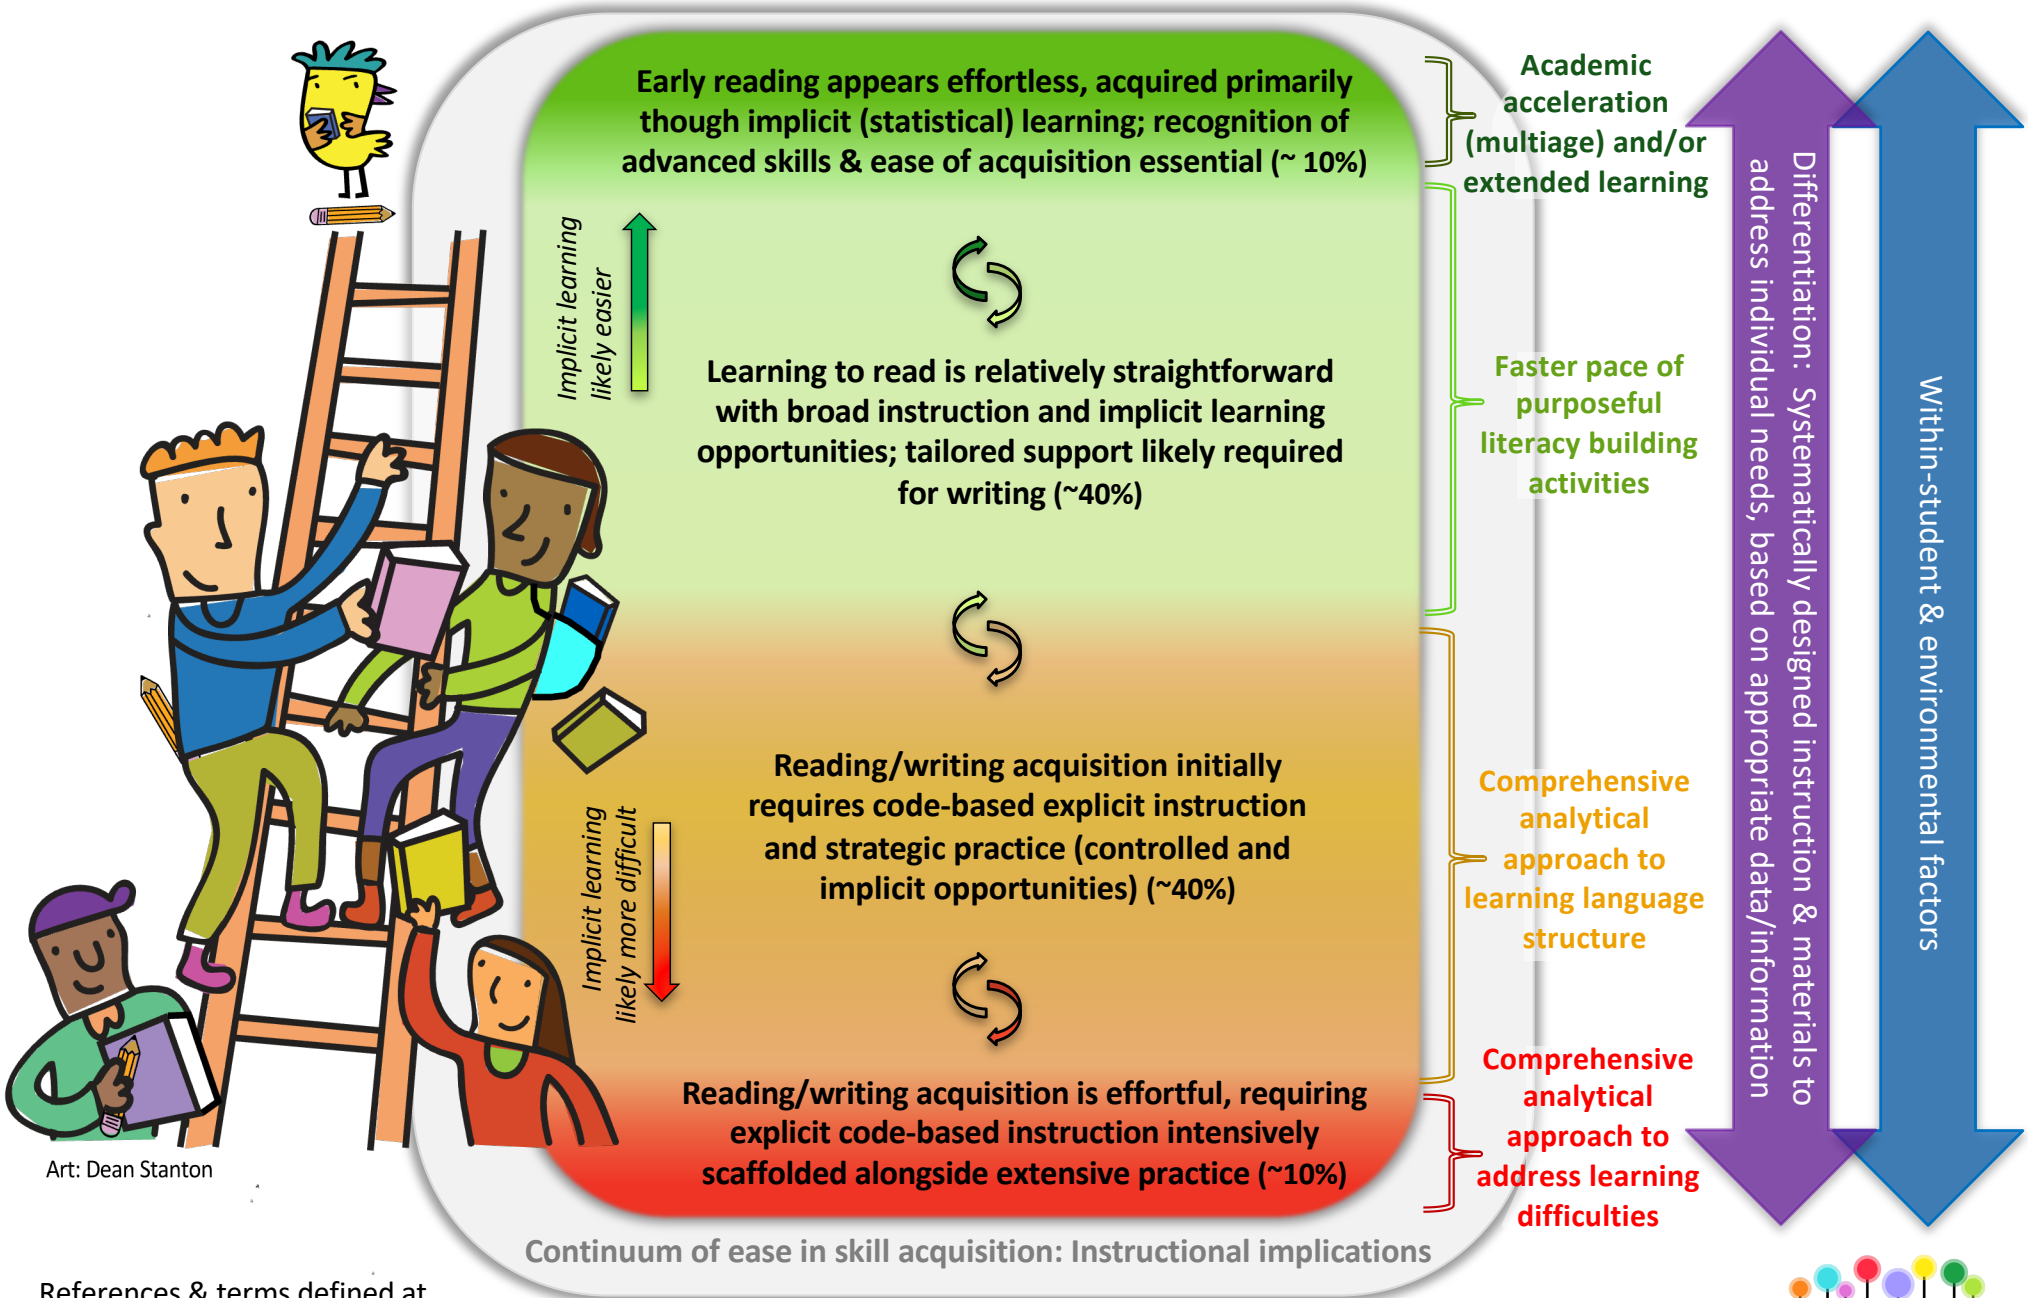 Early reading appears effortless, acquired primarily
though implicit (statistical) learning; recognition of
advanced skills & ease of acquisition essential (~ 10%)
Academic
acceleration
(multiage) and/or
extended learning
Implicit learning
likely easier
Learning to read is relatively straightforward
with broad instruction and implicit learning
opportunities; tailored support likely required
for writing (~40%)
Faster pace of
purposeful
literacy building
activities
Reading/writing acquisition initially
requires code-based explicit instruction
and strategic practice (controlled and
implicit opportunities) (~40%)
Implicit learning
likely more difficult
Comprehensive
analytical
approach to
learning language
structure
Reading/writing acquisition is effortful, requiring
explicit code-based instruction intensively
scaffolded alongside extensive practice (~10%)
Comprehensive
analytical
approach to
address learning
difficulties
Differentiation: Systematically designed instruction & materials to
address individual needs, based on appropriate data/information
Within-student & environmental factors
Art: Dean Stanton
Continuum of ease in skill acquisition: Instructional implications
References & terms defined at